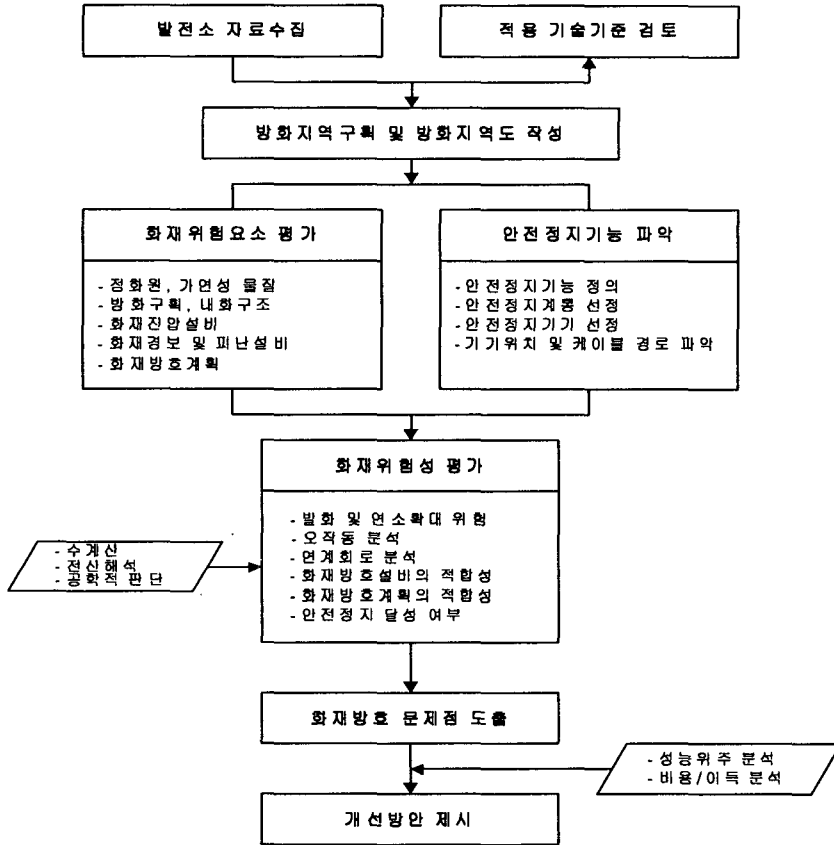 발전소 자료수집
적용 기술기준 검토
방화지역구획 및 방화지역도 작성
화재위험요소 평가
- 점화원, 가연성 물질
- 방화구획, 내화구조
- 화재진압설비
- 화재경보 및 피난설비
- 화재방호계획
안전정지기능 파악
- 안전정지기능 정의
- 안전정지계통 선정
- 안전정지기기 선정
- 기기위치 및 케이블 경로 파악
화재위험성 평가
- 발화 및 연소확대 위험
- 오작동 분석
- 연계회로 분석
- 화재방호설비의 적합성
- 화재방호계획의 적합성
- 안전정지 달성 여부
- 수계산
- 전산해석
- 공학적 판단
화재방호 문제점 도출
- 성능위주 분석
- 비용/이득 분석
개선방안 제시